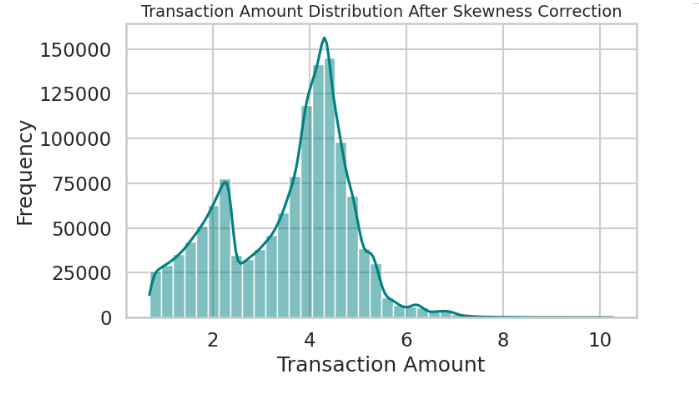 Transaction Amount Distribution After Skewness Correction
150000
125000
100000
75000
50000
25000
0
Frequency
2 4 6 8 10
Transaction Amount